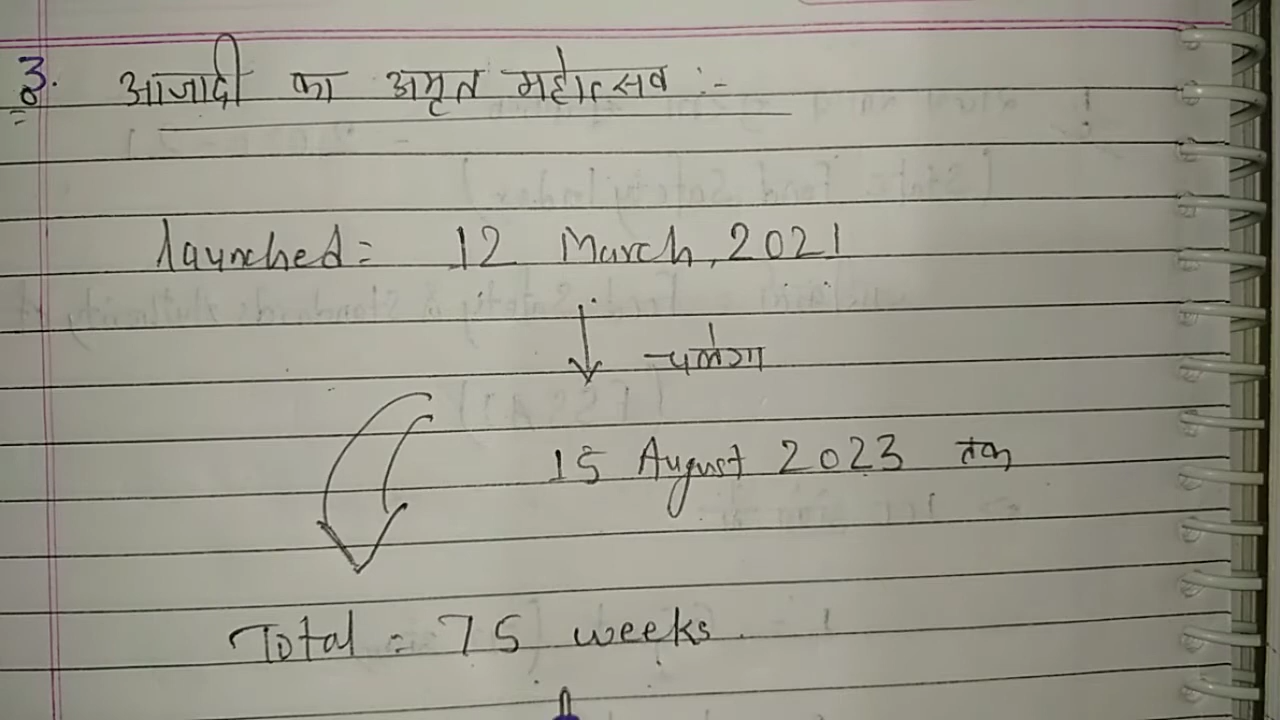 3. आजादी का अमृत महोत्सव :-
launched = 12 March, 2021
↓ चलेगा
15 August 2023 तक
Total = 75 weeks.